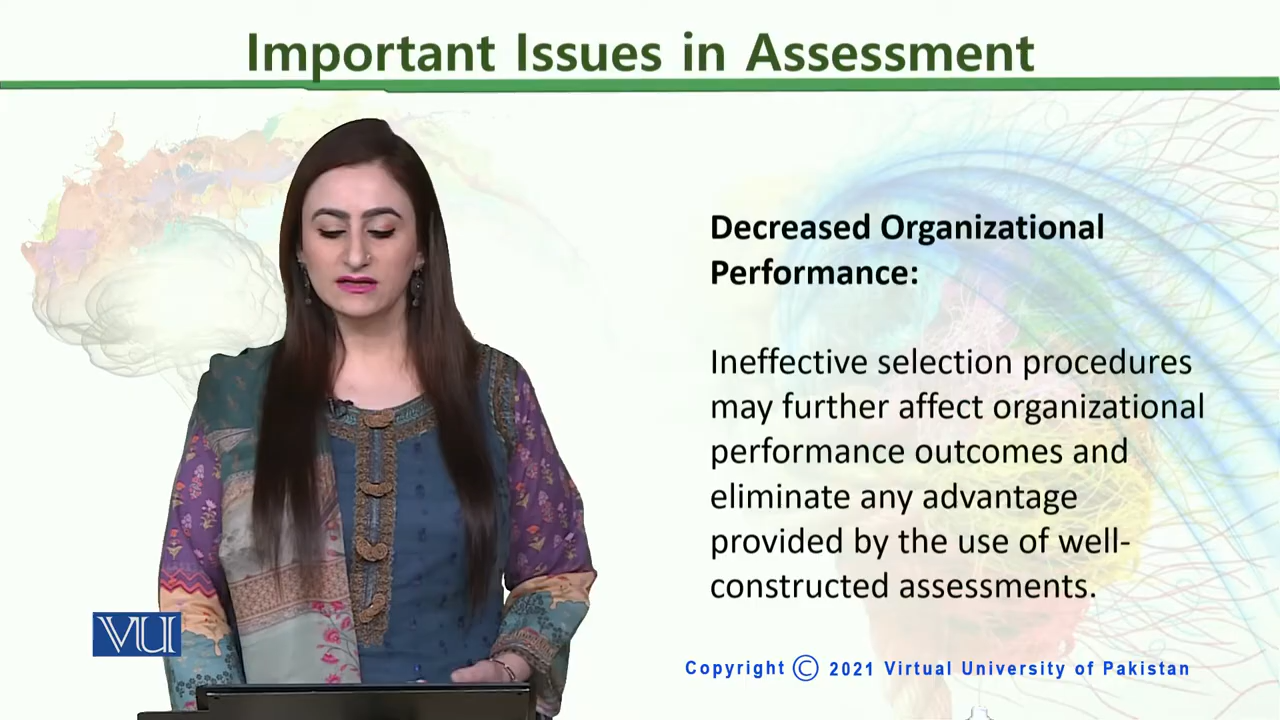 Important Issues in Assessment
Decreased Organizational
Performance:
Ineffective selection procedures
may further affect organizational
performance outcomes and
eliminate any advantage
provided by the use of well-
constructed assessments.
VU
Copyright © 2021 Virtual University of Pakistan